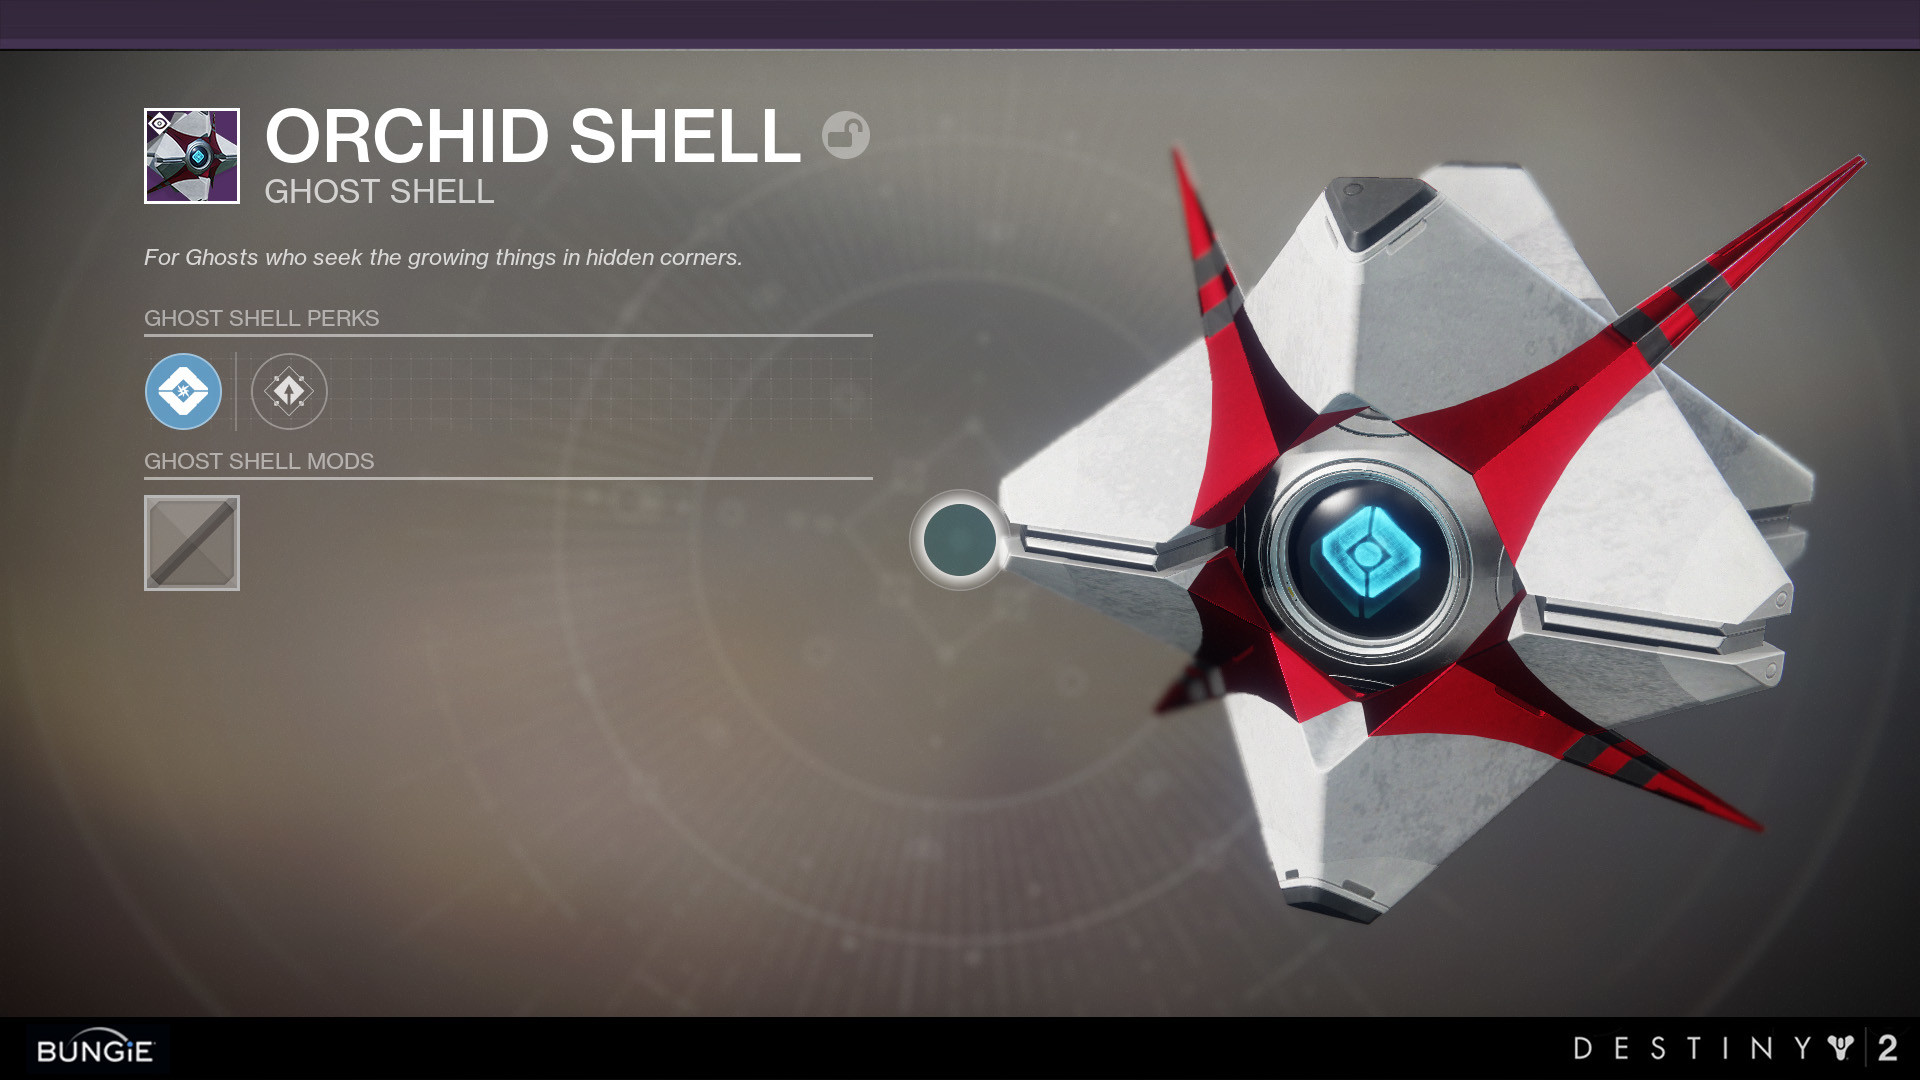 ORCHID SHELL
GHOST SHELL
For Ghosts who seek the growing things in hidden corners.
GHOST SHELL PERKS
GHOST SHELL MODS
BUNGiE
DESTINY 2